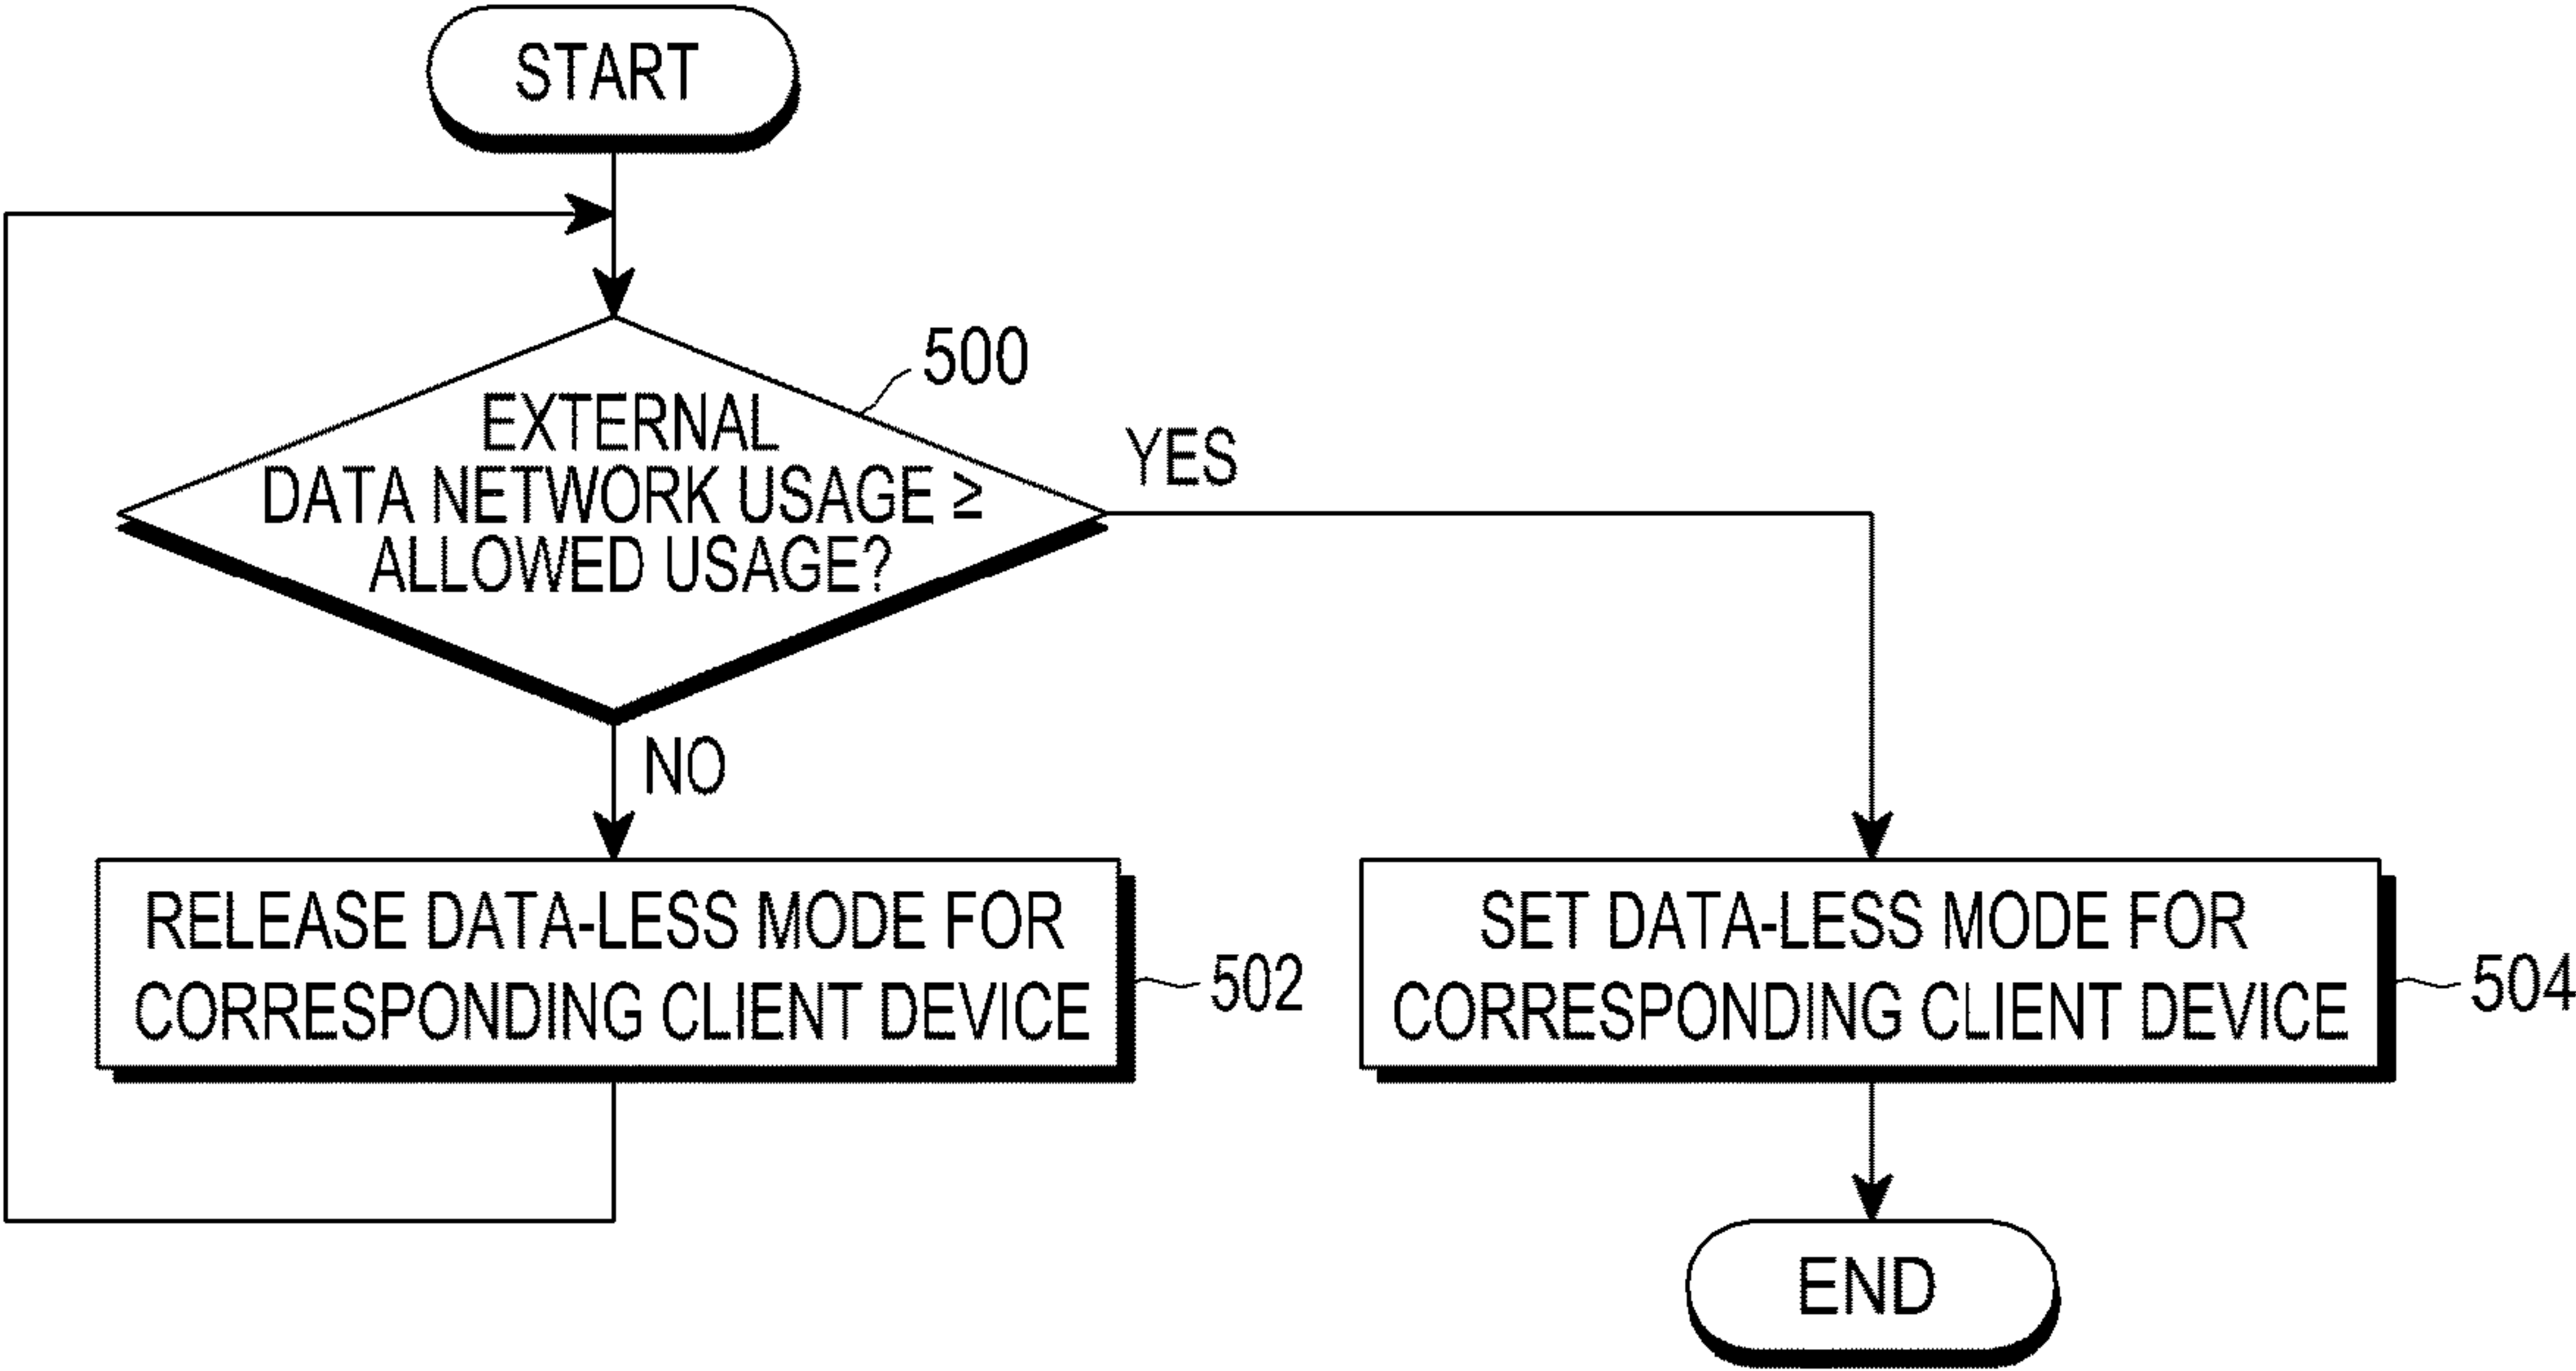 START
500
EXTERNAL
DATA NETWORK USAGE ≥
ALLOWED USAGE?
YES
NO
RELEASE DATA-LESS MODE FOR
CORRESPONDING CLIENT DEVICE
502
SET DATA-LESS MODE FOR
CORRESPONDING CLIENT DEVICE
504
END